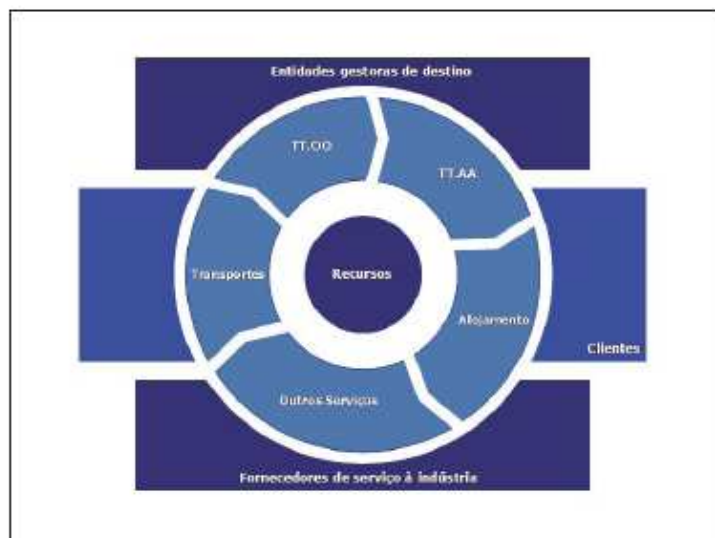 Entidades gestoras de destino
TT.OO
TT.AA
Transportes
Recursos
Alojamento
Clientes
Outros Serviços
Fornecedores de serviço à indústria